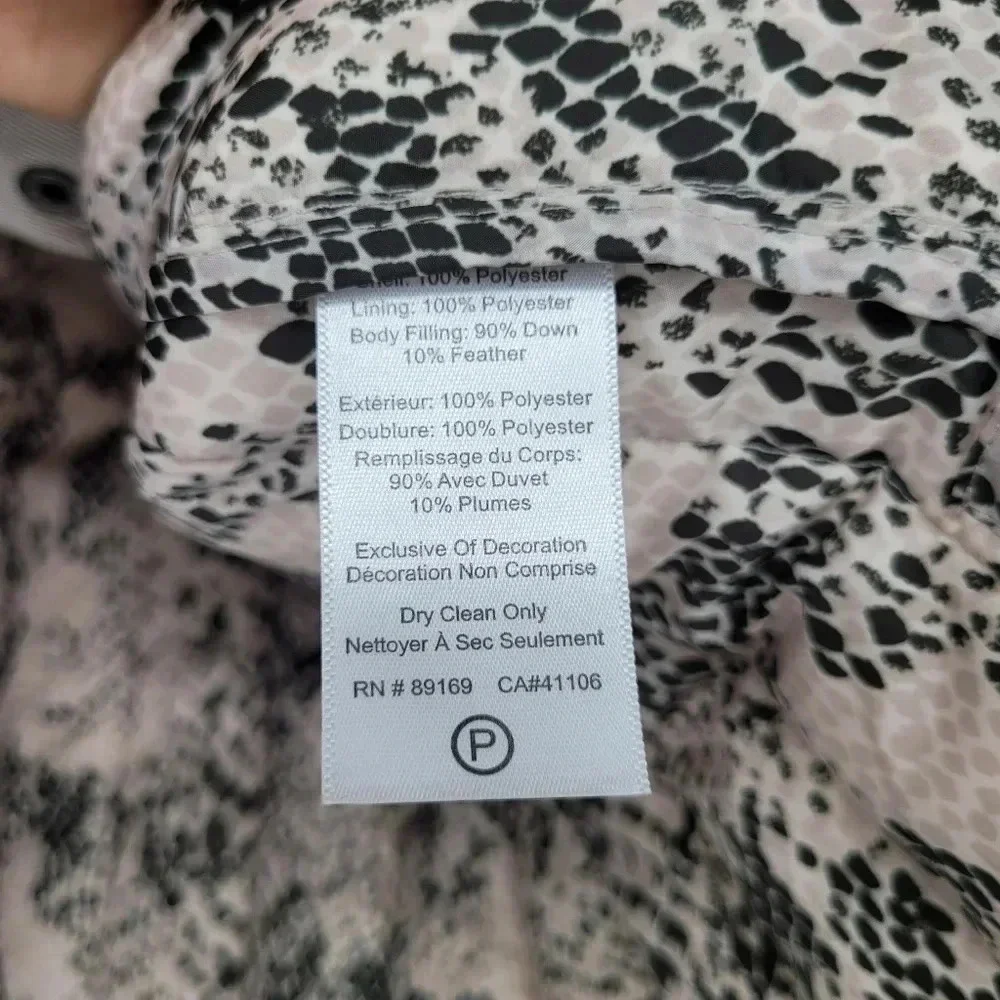 Shell: 100% Polyester
Lining: 100% Polyester
Body Filling: 90% Down
10% Feather
Extérieur: 100% Polyester
Doublure: 100% Polyester
Remplissage du Corps:
90% Avec Duvet
10% Plumes
Exclusive Of Decoration
Décoration Non Comprise
Dry Clean Only
Nettoyer À Sec Seulement
RN # 89169 CA#41106
P